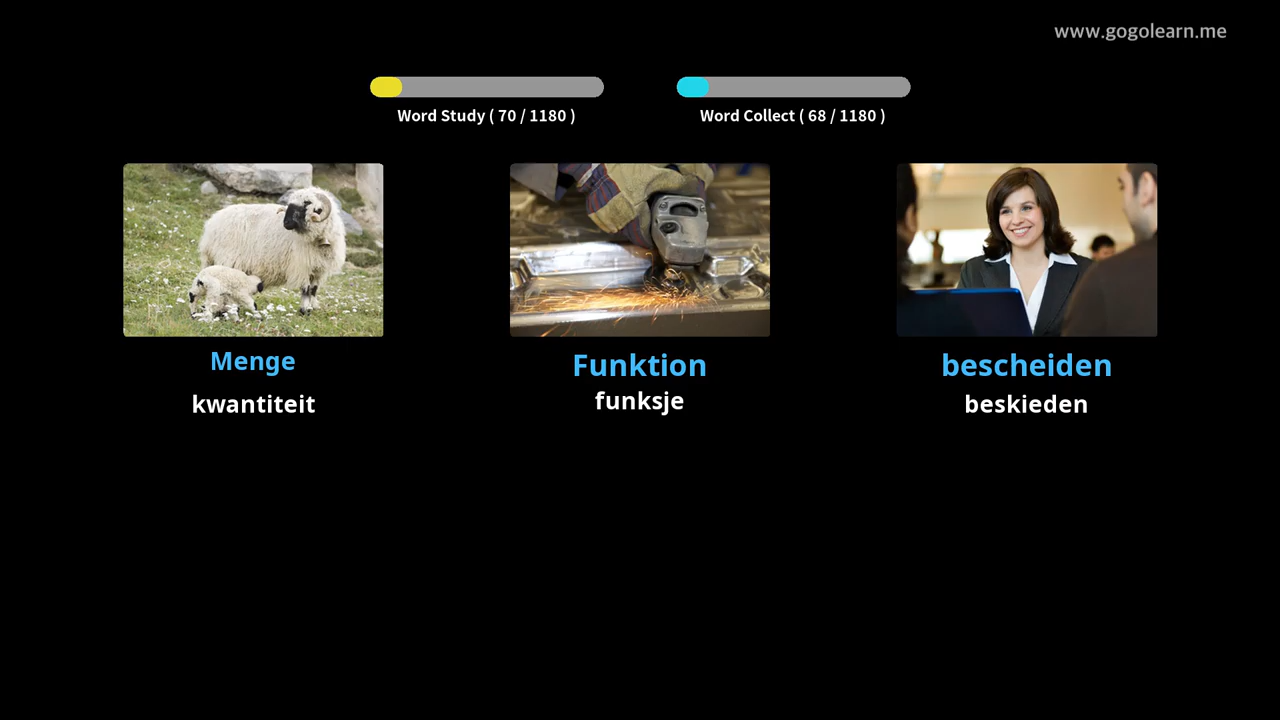 www.gogolearn.me
Word Study ( 70 / 1180 )
Word Collect ( 68 / 1180 )
Menge
kwantiteit
Funktion
funksje
bescheiden
beskieden